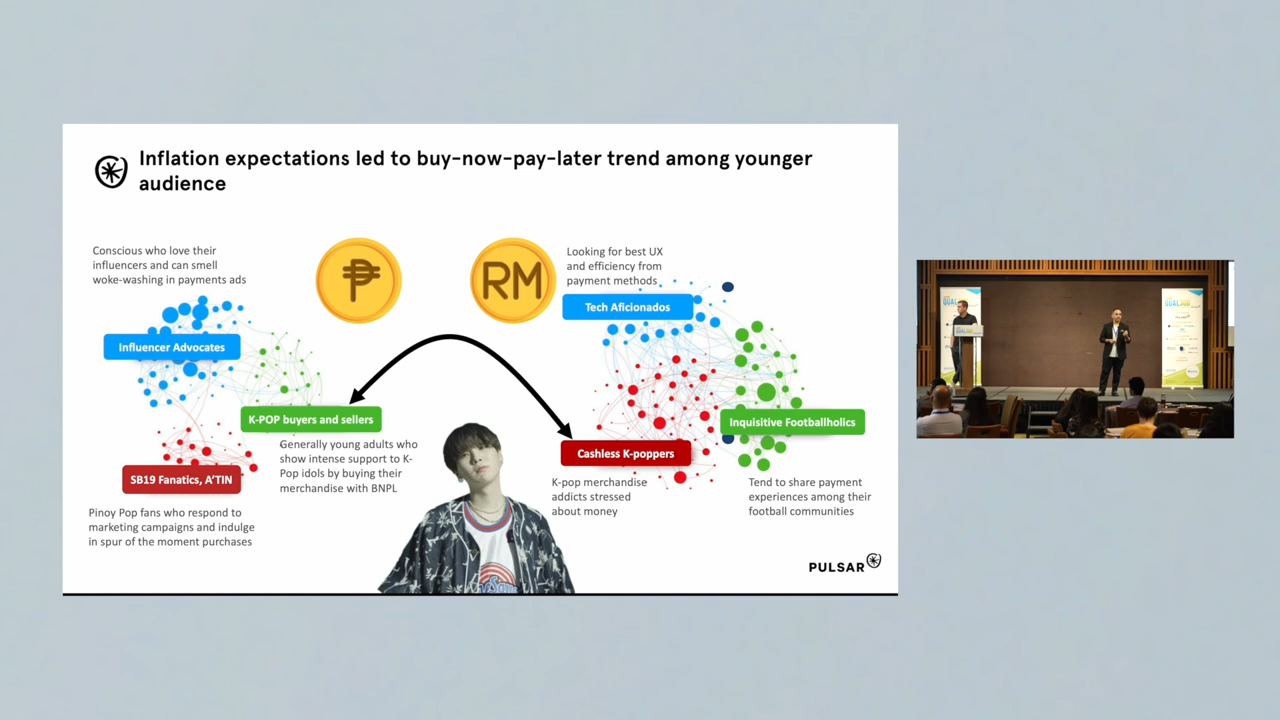 Inflation expectations led to buy-now-pay-later trend among younger
audience
Conscious who love their
influencers and can smell
woke-washing in payments ads
₱
RM
Looking for best UX
and efficiency from
payment methods
Tech Aficionados
Influencer Advocates
K-POP buyers and sellers
Generally young adults who
show intense support to K-
Pop idols by buying their
merchandise with BNPL
SB19 Fanatics, A'TIN
Pinoy Pop fans who respond to
marketing campaigns and indulge
in spur of the moment purchases
Cashless K-poppers
K-pop merchandise
addicts stressed
about money
Inquisitive Footballholics
Tend to share payment
experiences among their
football communities
PULSAR